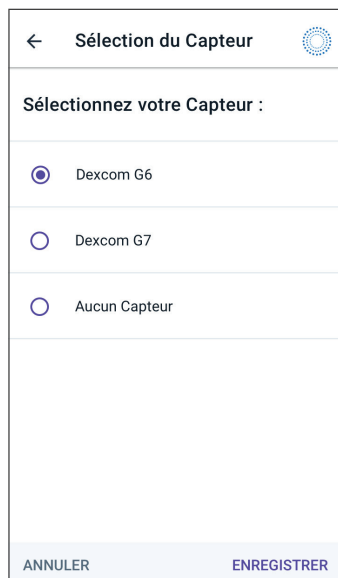 Sélection du Capteur
Sélectionnez votre Capteur :
Dexcom G6
Dexcom G7
Aucun Capteur
ANNULER ENREGISTRER